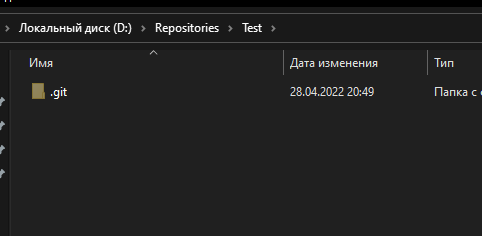 Локальный диск (D:) Repositories Test
Имя Дата изменения Тип
.git 28.04.2022 20:49 Папка с